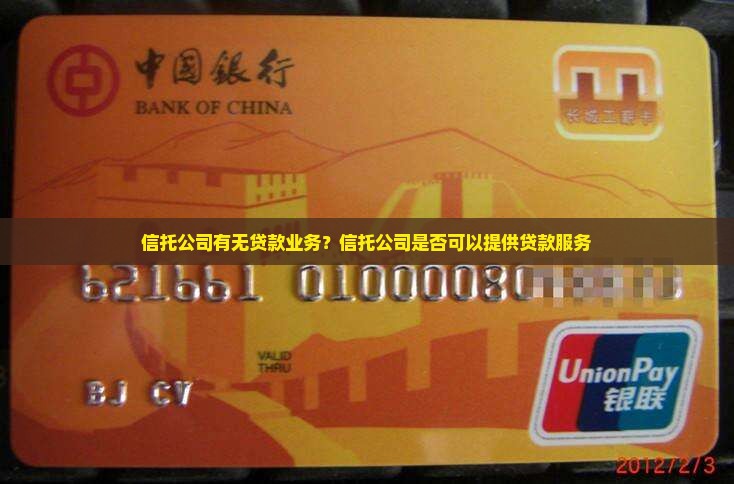 中国銀行
BANK OF CHINA
长城工薪卡
信托公司有无贷款业务？信托公司是否可以提供贷款服务
621661 01000080
VALID
THRU
UnionPay
银联
BJ CV
2012/2/3